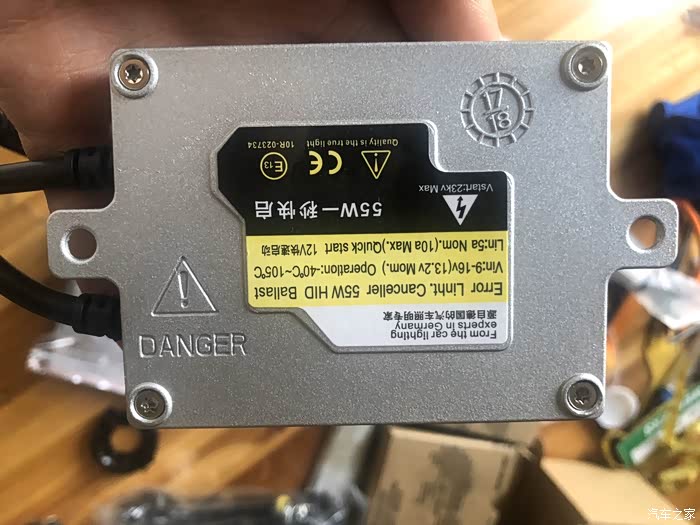 From the car lighting
experts in Germany
源自德国的汽车照明专家
Error Linht. Canceller 55W HID Ballast
Vin:9-16v(13.2v Mom.) Operation:-40℃~105℃
Lin:5a Nom.(10a Max.)Quick start 12V快速启动
55W一秒快启
Vstart:23kv Max
E13
CE
Quality is the true light 10R-023734
DANGER
17
18
汽车之家